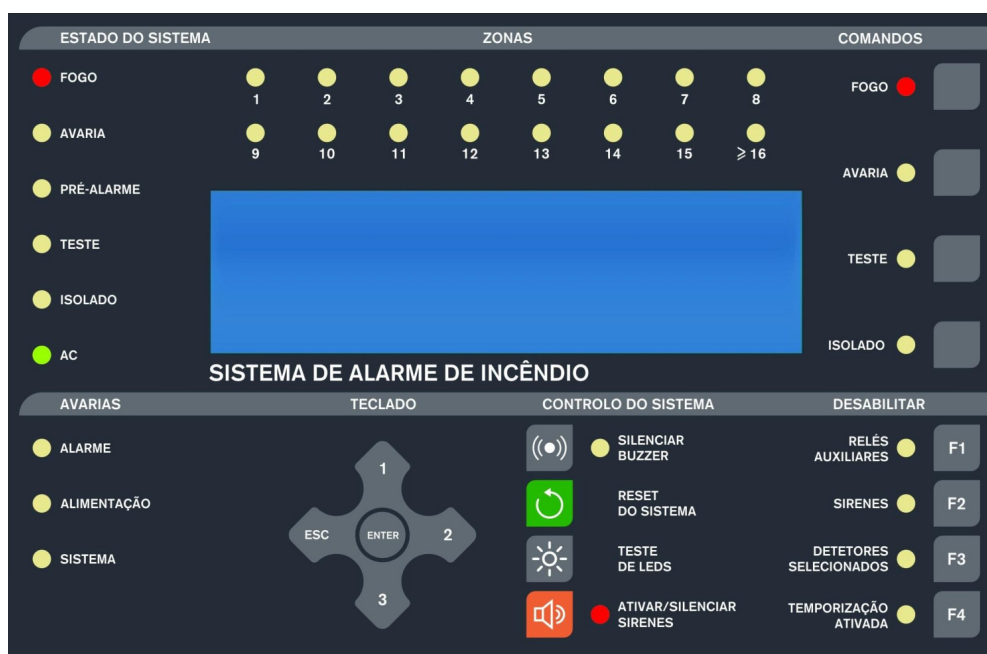 ESTADO DO SISTEMA
ZONAS
COMANDOS
FOGO
AVARIA
PRÉ-ALARME
TESTE
ISOLADO
AC
1 2 3 4 5 6 7 8
9 10 11 12 13 14 15 ⩾ 16
FOGO
AVARIA
TESTE
ISOLADO
SISTEMA DE ALARME DE INCÊNDIO
AVARIAS
TECLADO
CONTROLO DO SISTEMA
DESABILITAR
ALARME
ALIMENTAÇÃO
SISTEMA
1
ESC ENTER 2
3
SILENCIAR
BUZZER
RESET
DO SISTEMA
TESTE
DE LEDS
ATIVAR/SILENCIAR
SIRENES
RELÉS
AUXILIARES
F1
SIRENES
F2
DETETORES
SELECIONADOS
F3
TEMPORIZAÇÃO
ATIVADA
F4